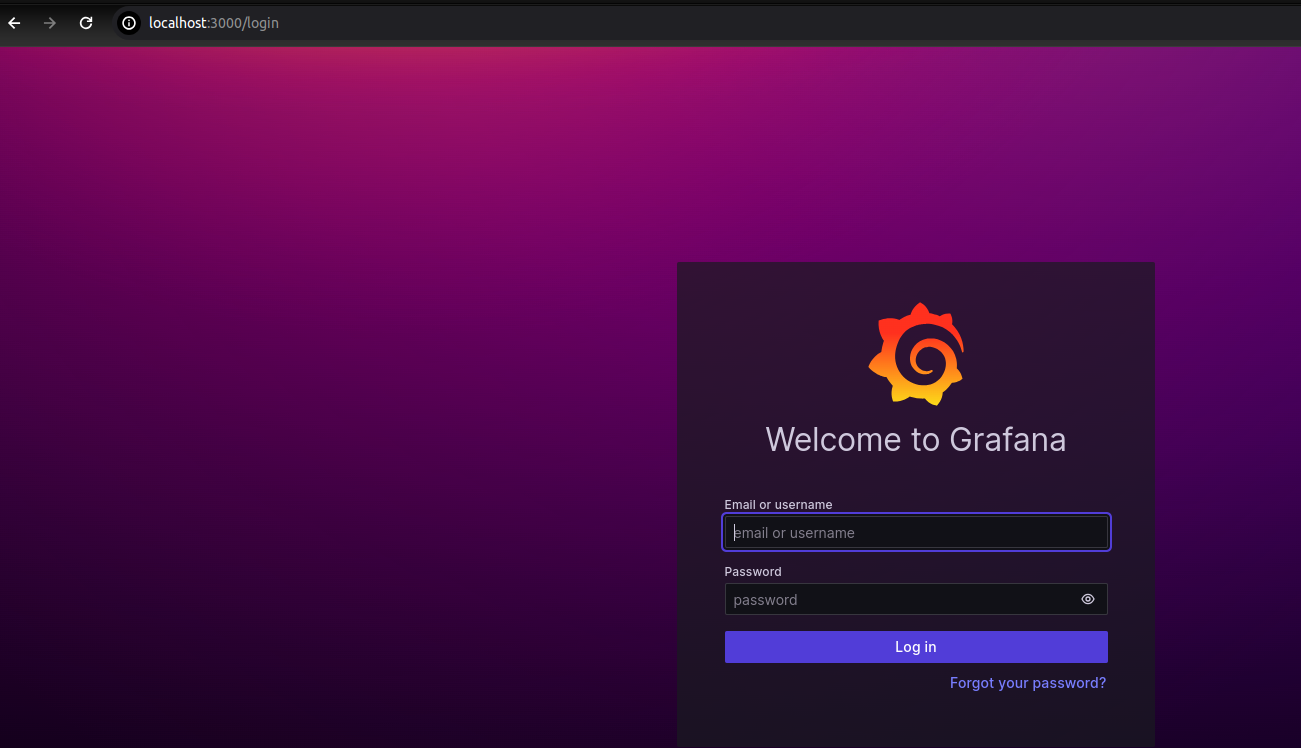 localhost:3000/login
Welcome to Grafana
Email or username
email or username
Password
password
Log in
Forgot your password?